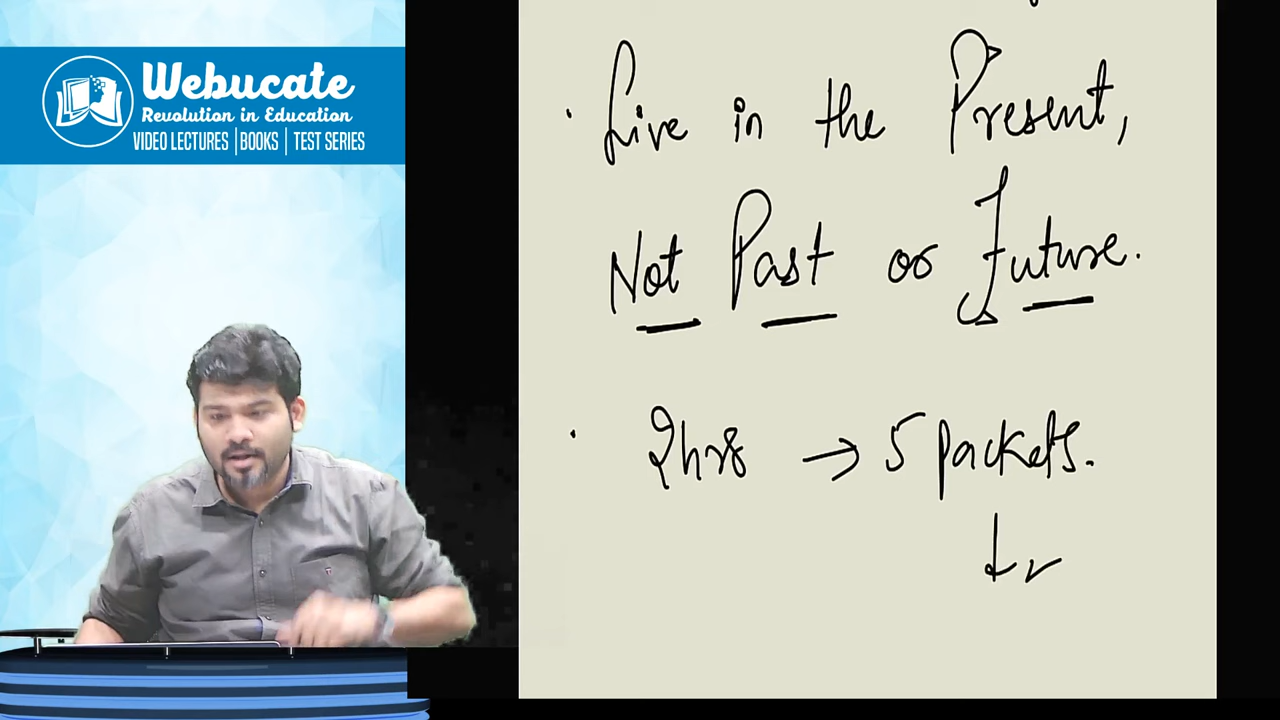 Webucate
Revolution in Education
VIDEO LECTURES | BOOKS | TEST SERIES
· Live in the Present,
Not Past or Future.
· 2hrs → 5 packets.
↓